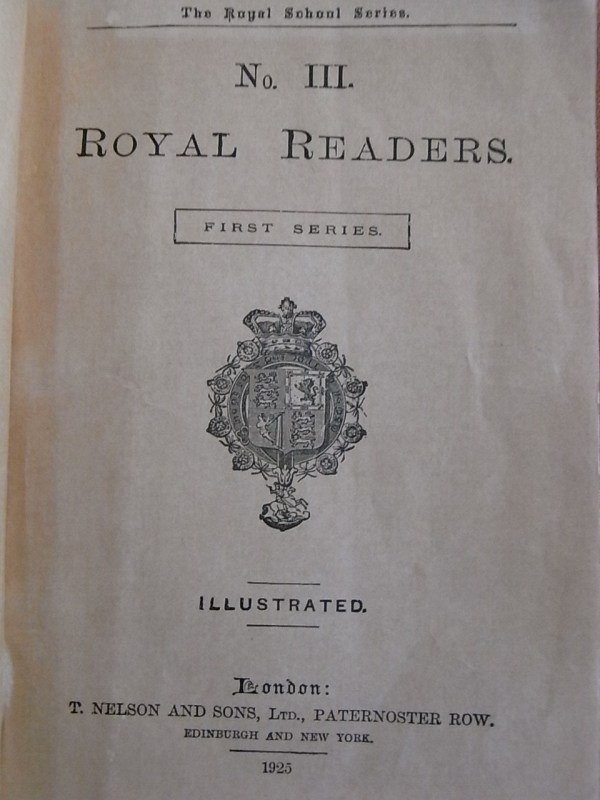 The Royal School Series.
No. III.
ROYAL READERS.
FIRST SERIES.
ILLUSTRATED.
London:
T. NELSON AND SONS, LTD., PATERNOSTER ROW.
EDINBURGH AND NEW YORK.
1925